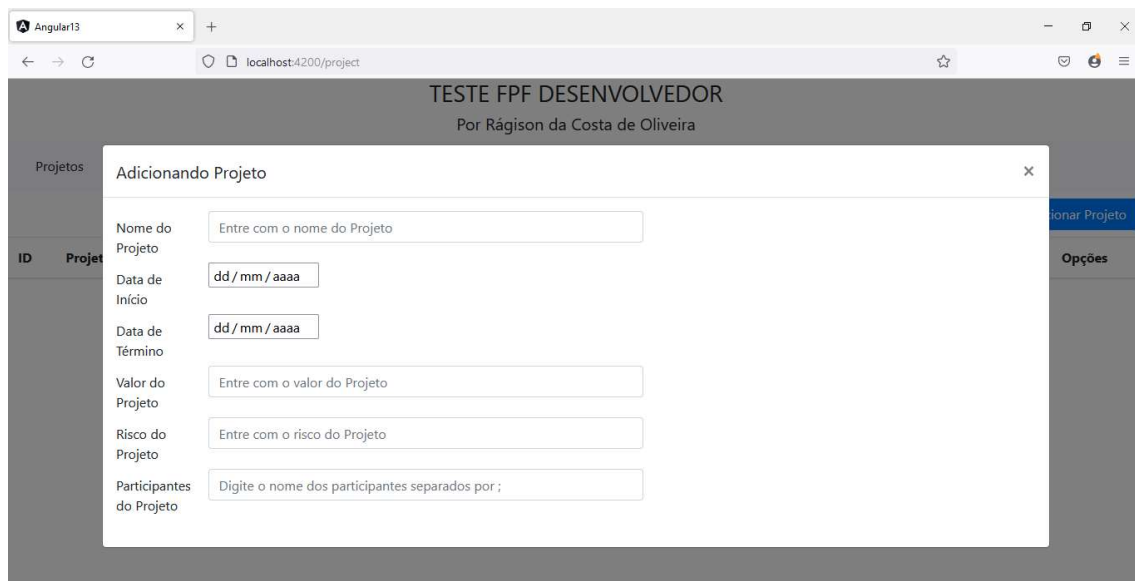 Angular13
localhost:4200/project
TESTE FPF DESENVOLVEDOR
Por Rágison da Costa de Oliveira
Projetos
Adicionando Projeto
ionar Projeto
ID Projet Opções
Nome do
Projeto
Entre com o nome do Projeto
Data de
Início
dd / mm / aaaa
Data de
Término
dd / mm / aaaa
Valor do
Projeto
Entre com o valor do Projeto
Risco do
Projeto
Entre com o risco do Projeto
Participantes
do Projeto
Digite o nome dos participantes separados por ;